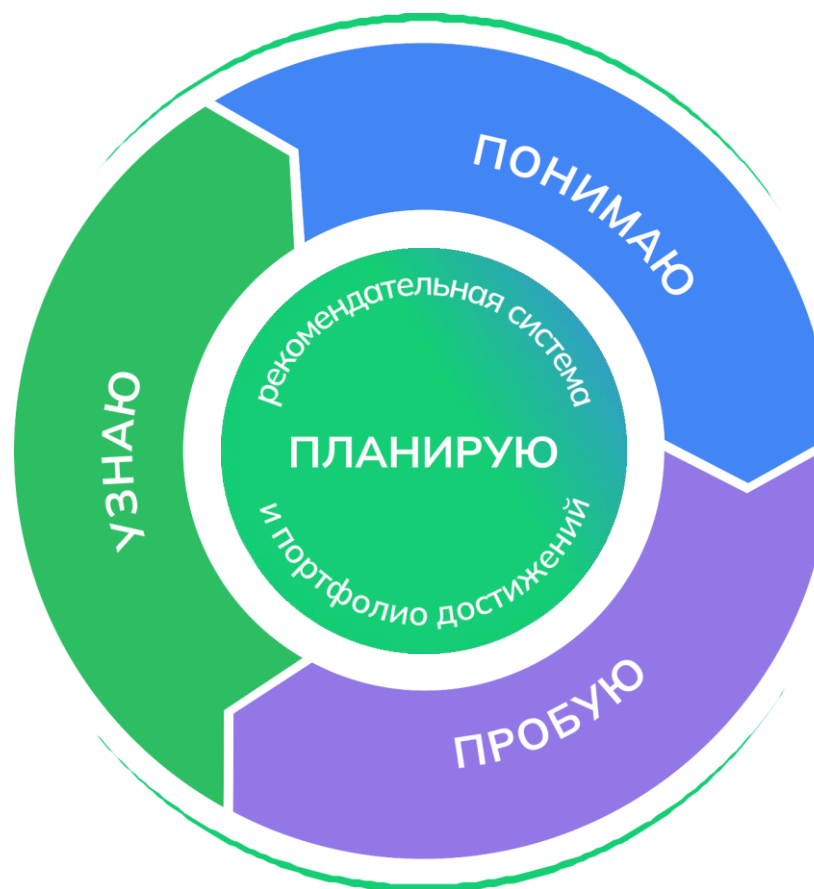 ПОНИМАЮ
УЗНАЮ
рекомендательная система
ПЛАНИРУЮ
и портфолио достижений
ПРОБУЮ